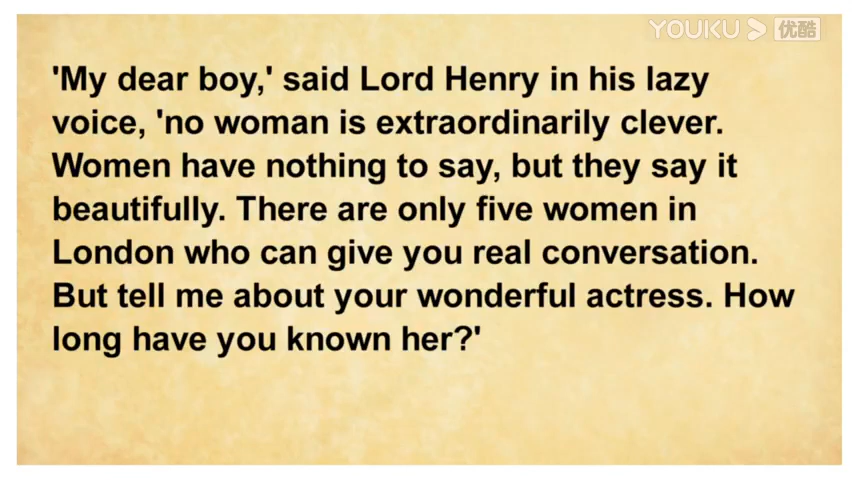 YOUKU 优酷
'My dear boy,' said Lord Henry in his lazy
voice, 'no woman is extraordinarily clever.
Women have nothing to say, but they say it
beautifully. There are only five women in
London who can give you real conversation.
But tell me about your wonderful actress. How
long have you known her?'